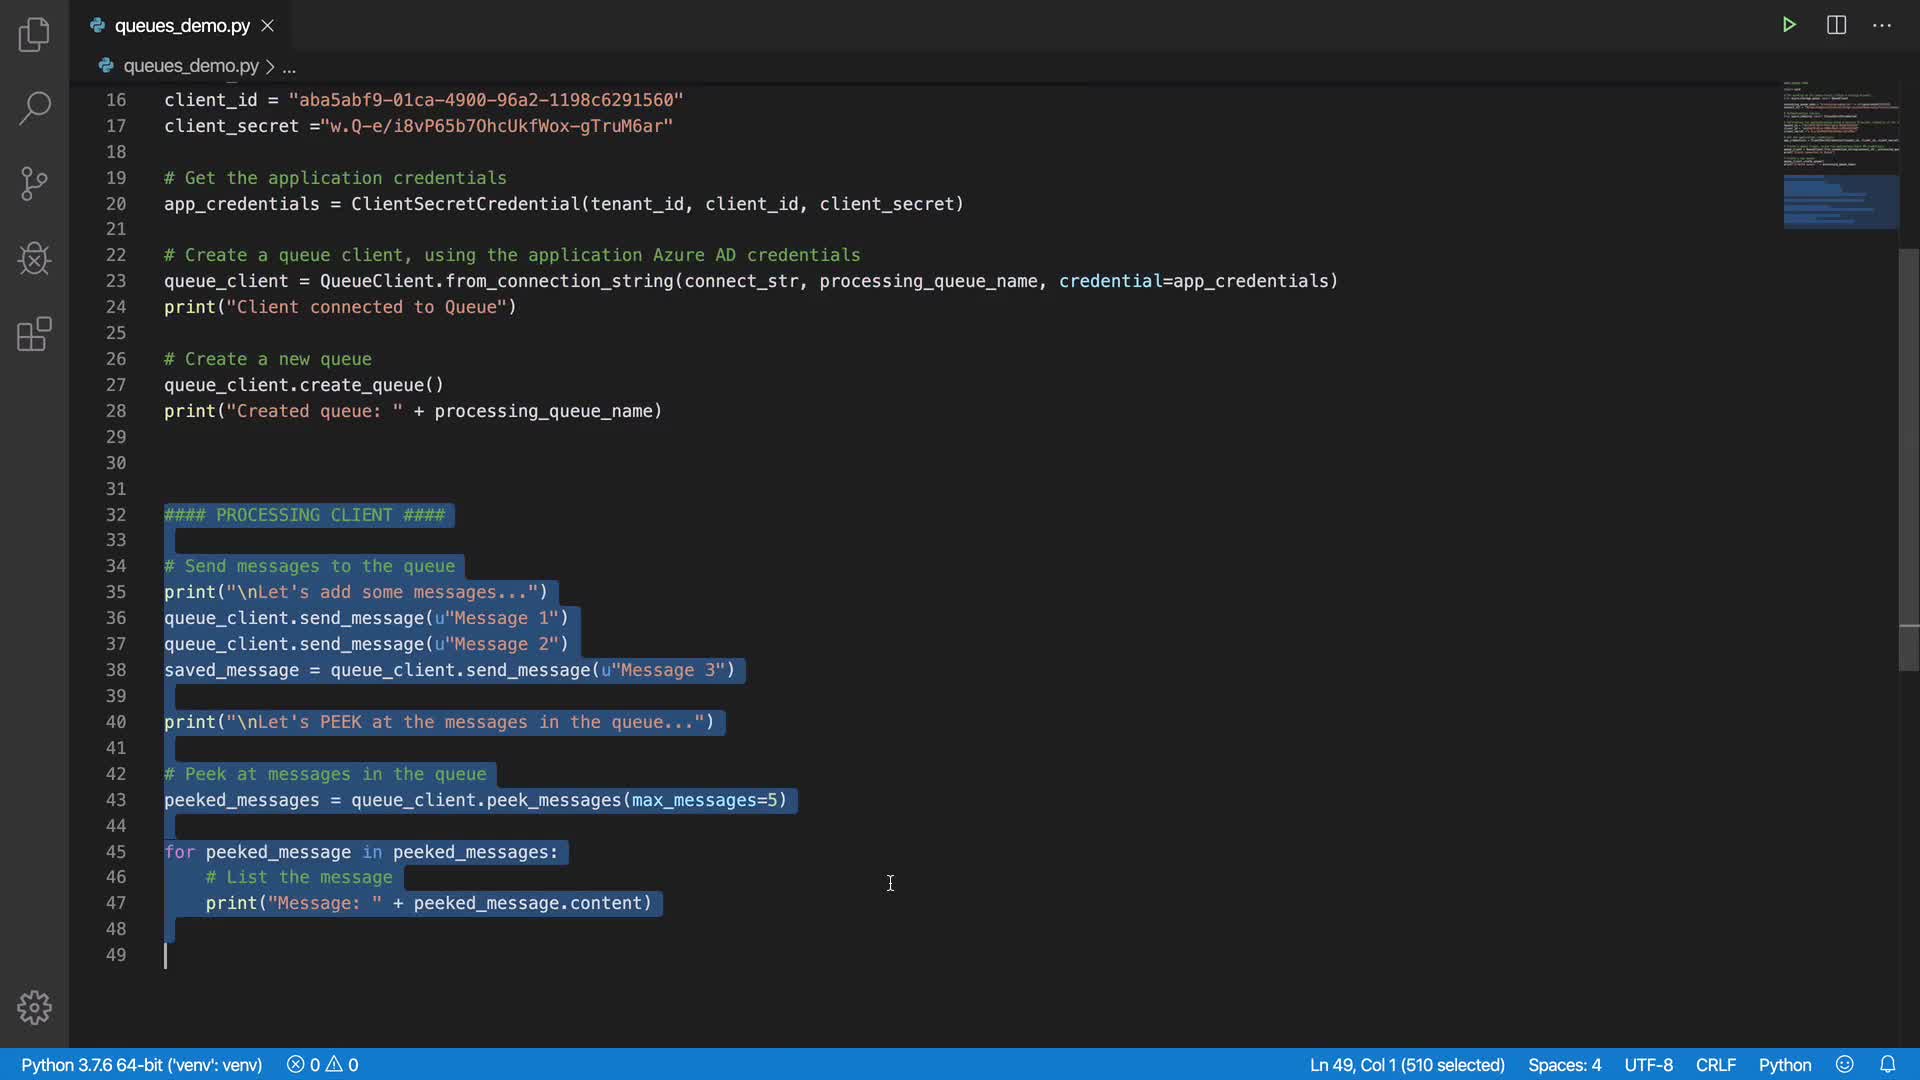 queues_demo.py
queues_demo.py > ...
16 client_id = "aba5abf9-01ca-4900-96a2-1198c6291560"
17 client_secret ="w.Q-e/i8vP65b7OhcUkfWox-gTruM6ar"
18
19 # Get the application credentials
20 app_credentials = ClientSecretCredential(tenant_id, client_id, client_secret)
21
22 # Create a queue client, using the application Azure AD credentials
23 queue_client = QueueClient.from_connection_string(connect_str, processing_queue_name, credential=app_credentials)
24 print("Client connected to Queue")
25
26 # Create a new queue
27 queue_client.create_queue()
28 print("Created queue: " + processing_queue_name)
29
30
31
32 #### PROCESSING CLIENT ####
33
34 # Send messages to the queue
35 print("\nLet's add some messages...")
36 queue_client.send_message(u"Message 1")
37 queue_client.send_message(u"Message 2")
38 saved_message = queue_client.send_message(u"Message 3")
39
40 print("\nLet's PEEK at the messages in the queue...")
41
42 # Peek at messages in the queue
43 peeked_messages = queue_client.peek_messages(max_messages=5)
44
45 for peeked_message in peeked_messages:
46     # List the message
47     print("Message: " + peeked_message.content)
48
49
Python 3.7.6 64-bit ('venv': venv) 0 0 Ln 49, Col 1 (510 selected) Spaces: 4 UTF-8 CRLF Python